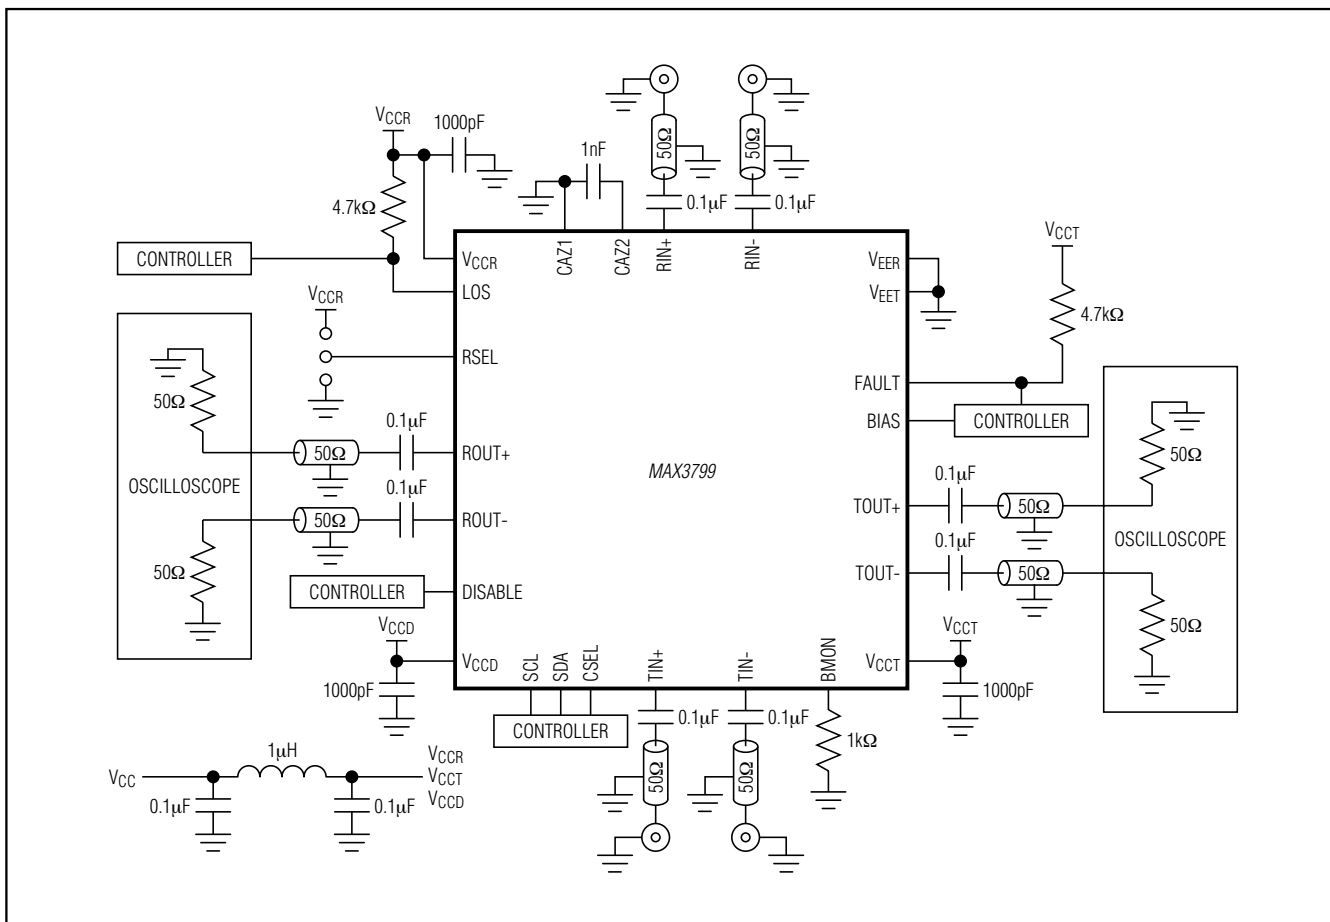 VCCR
1000pF
1nF
50Ω
50Ω
4.7kΩ
0.1µF
0.1µF
VCCT
CONTROLLER
VCCR
CAZ1
CAZ2
RIN+
RIN-
VEER
LOS
VEET
VCCR
4.7kΩ
RSEL
FAULT
50Ω
BIAS
CONTROLLER
0.1µF
50Ω
ROUT+
50Ω
OSCILLOSCOPE
MAX3799
0.1µF
0.1µF
TOUT+
50Ω
50Ω
ROUT-
OSCILLOSCOPE
0.1µF
50Ω
TOUT-
50Ω
CONTROLLER
DISABLE
50Ω
VCCD
VCCT
VCCD
SCL
SDA
CSEL
TIN+
TIN-
BMON
VCCT
1000pF
1000pF
CONTROLLER
0.1µF
0.1µF
1kΩ
50Ω
50Ω
1µH
VCC
VCCR
VCCT
VCCD
0.1µF
0.1µF